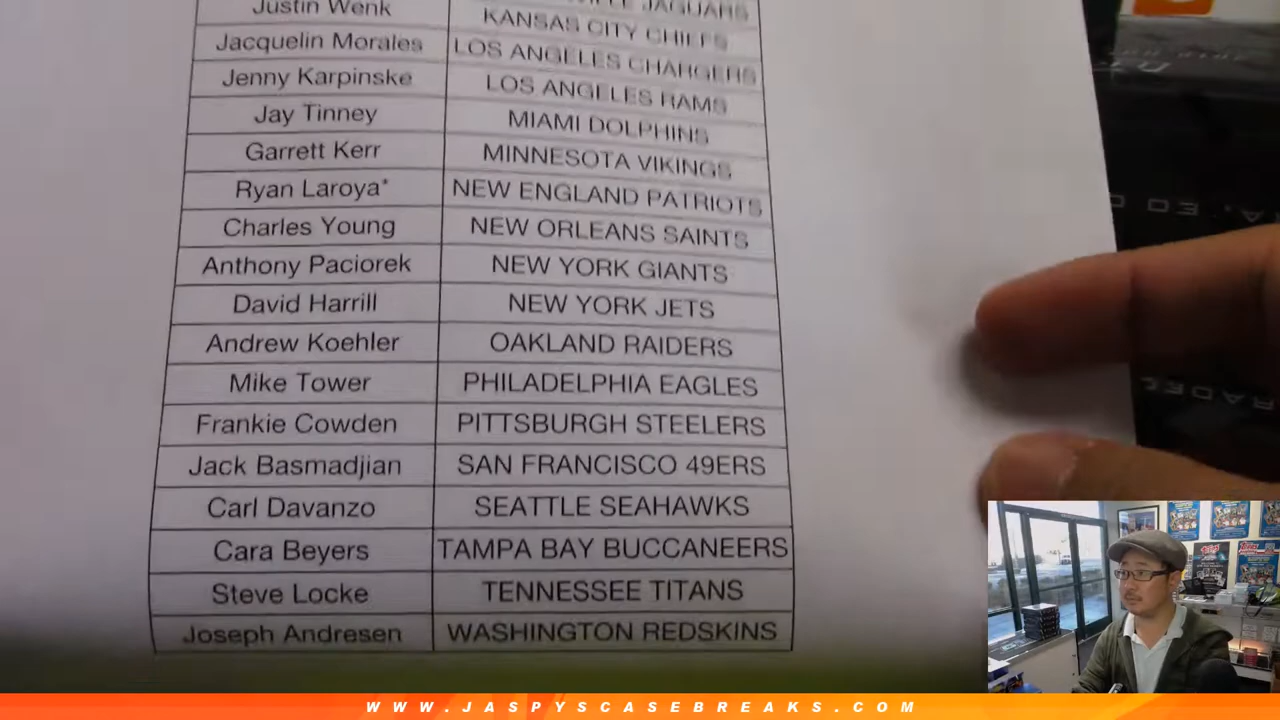 Justin Wenk JAGUARS
KANSAS CITY CHIEFS
Jacquelin Morales LOS ANGELES CHARGERS
Jenny Karpinske LOS ANGELES RAMS
Jay Tinney MIAMI DOLPHINS
Garrett Kerr MINNESOTA VIKINGS
Ryan Laroya* NEW ENGLAND PATRIOTS
Charles Young NEW ORLEANS SAINTS
Anthony Paciorek NEW YORK GIANTS
David Harrill NEW YORK JETS
Andrew Koehler OAKLAND RAIDERS
Mike Tower PHILADELPHIA EAGLES
Frankie Cowden PITTSBURGH STEELERS
Jack Basmadjian SAN FRANCISCO 49ERS
Carl Davanzo SEATTLE SEAHAWKS
Cara Beyers TAMPA BAY BUCCANEERS
Steve Locke TENNESSEE TITANS
Joseph Andresen WASHINGTON REDSKINS
WWW.JASPYSCASEBREAKS.COM